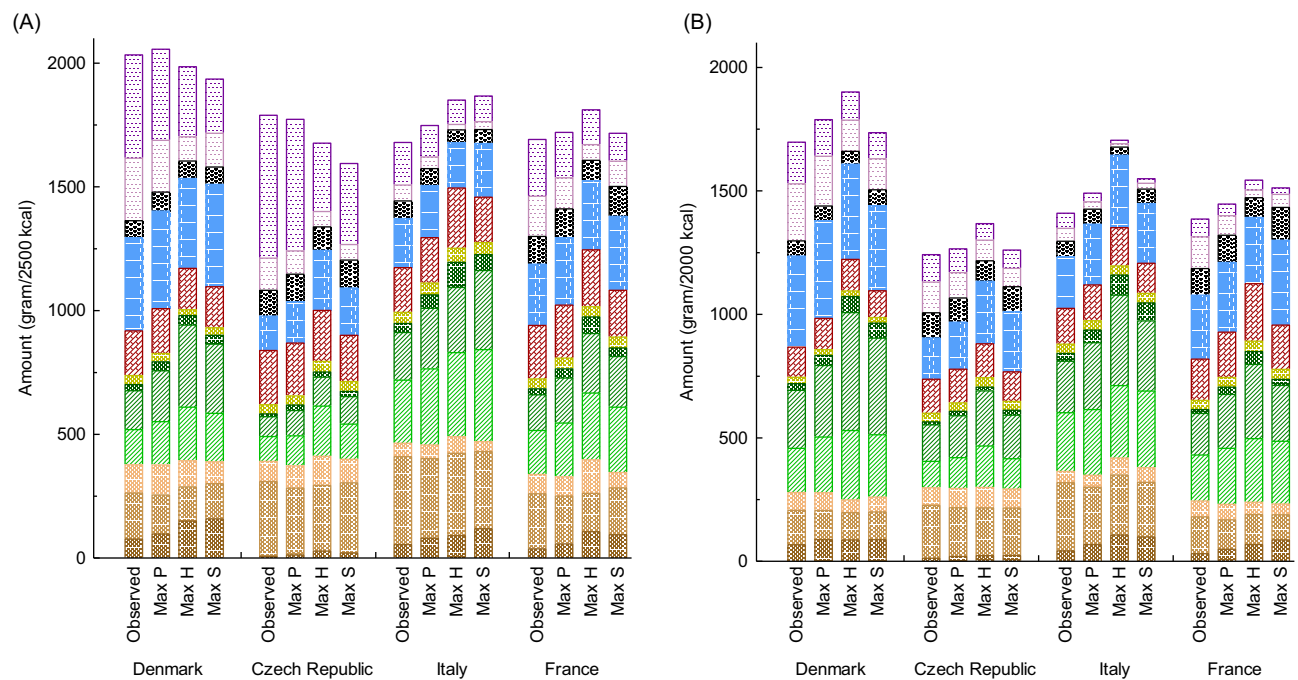 (A)
Amount (gram/2500 kcal)
2000
1500
1000
500
0
Observed
Max P
Max H
Max S
Observed
Max P
Max H
Max S
Observed
Max P
Max H
Max S
Observed
Max P
Max H
Max S
Denmark
Czech Republic
Italy
France
(B)
Amount (gram/2000 kcal)
2000
1500
1000
500
0
Observed
Max P
Max H
Max S
Observed
Max P
Max H
Max S
Observed
Max P
Max H
Max S
Observed
Max P
Max H
Max S
Denmark
Czech Republic
Italy
France